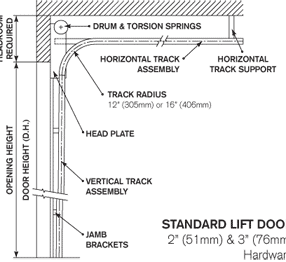 HEADROOM
REQUIRED
DRUM & TORSION SPRINGS
HORIZONTAL TRACK
ASSEMBLY
HORIZONTAL
TRACK SUPPORT
TRACK RADIUS
12" (305mm) or 16" (406mm)
HEAD PLATE
OPENING HEIGHT
DOOR HEIGHT (D.H.)
VERTICAL TRACK
ASSEMBLY
JAMB
BRACKETS
STANDARD LIFT DOO
2" (51mm) & 3" (76mm
Hardwar